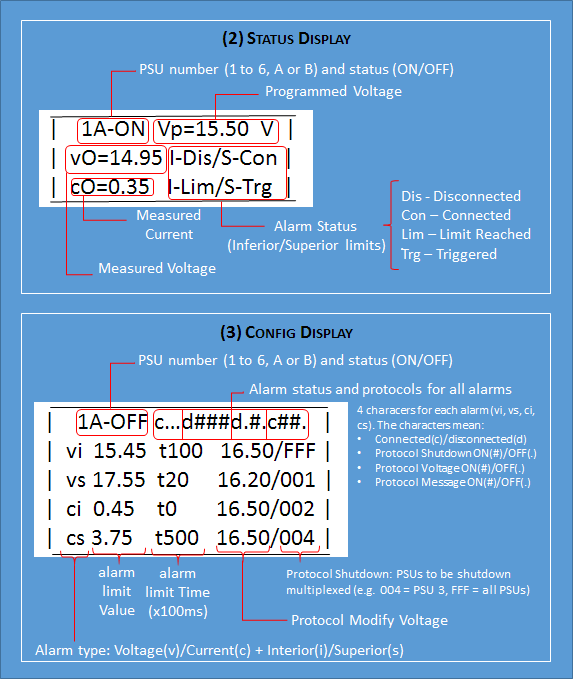 (2) STATUS DISPLAY
PSU number (1 to 6, A or B) and status (ON/OFF)
Programmed Voltage
| 1A-ON Vp=15.50 V |
| vO=14.95 I-Dis/S-Con |
| cO=0.35 I-Lim/S-Trg |
Measured
Current
Measured Voltage
Alarm Status
(Inferior/Superior limits)
Dis - Disconnected
Con – Connected
Lim – Limit Reached
Trg – Triggered
(3) CONFIG DISPLAY
PSU number (1 to 6, A or B) and status (ON/OFF)
Alarm status and protocols for all alarms
| 1A-OFF c...d###d.#.c##. |
| vi 15.45 t100 16.50/FFF |
| vs 17.55 t20 16.20/001 |
| ci 0.45 t0 16.50/002 |
| cs 3.75 t500 16.50/004 |
4 characers for each alarm (vi, vs, ci,
cs). The characters mean:
• Connected(c)/disconnected(d)
• Protocol Shutdown ON(#)/OFF(.)
• Protocol Voltage ON(#)/OFF(.)
• Protocol Message ON(#)/OFF(.)
alarm
limit
Value
alarm
limit Time
(x100ms)
Protocol Shutdown: PSUs to be shutdown
multiplexed (e.g. 004 = PSU 3, FFF = all PSUs)
Protocol Modify Voltage
Alarm type: Voltage(v)/Current(c) + Interior(i)/Superior(s)